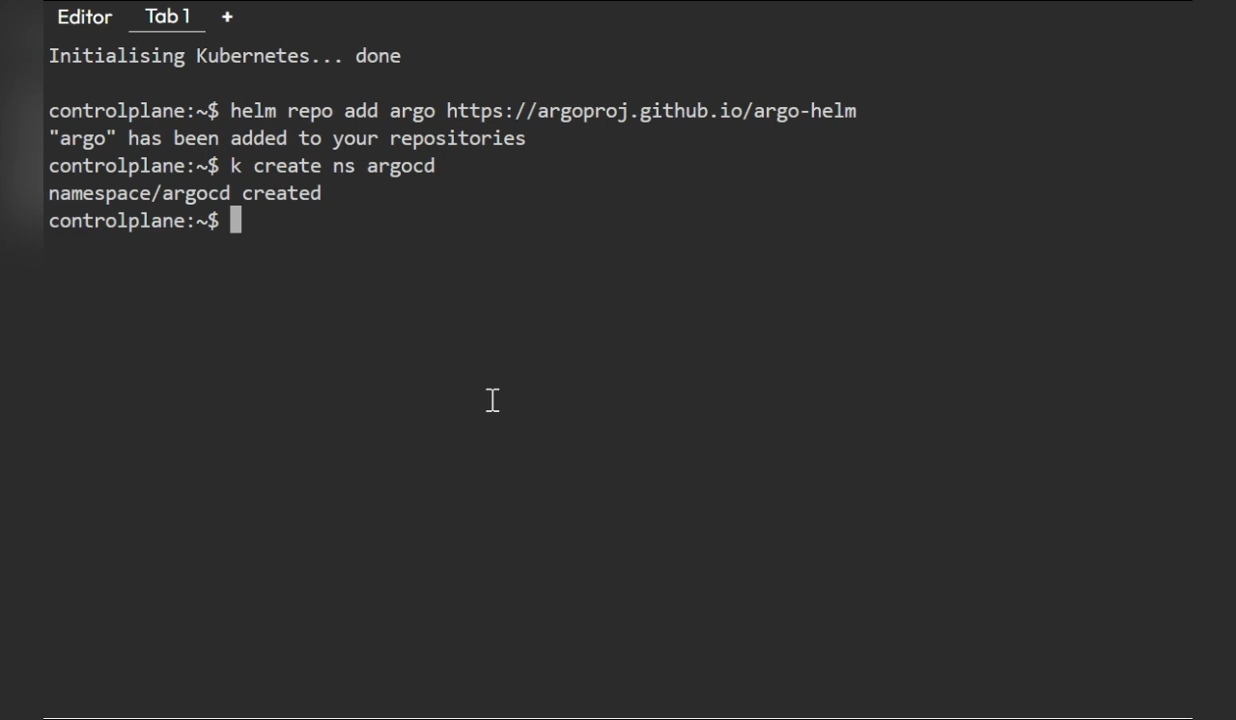 Editor Tab 1 +
Initialising Kubernetes... done
controlplane:~$ helm repo add argo https://argoproj.github.io/argo-helm
"argo" has been added to your repositories
controlplane:~$ k create ns argocd
namespace/argocd created
controlplane:~$